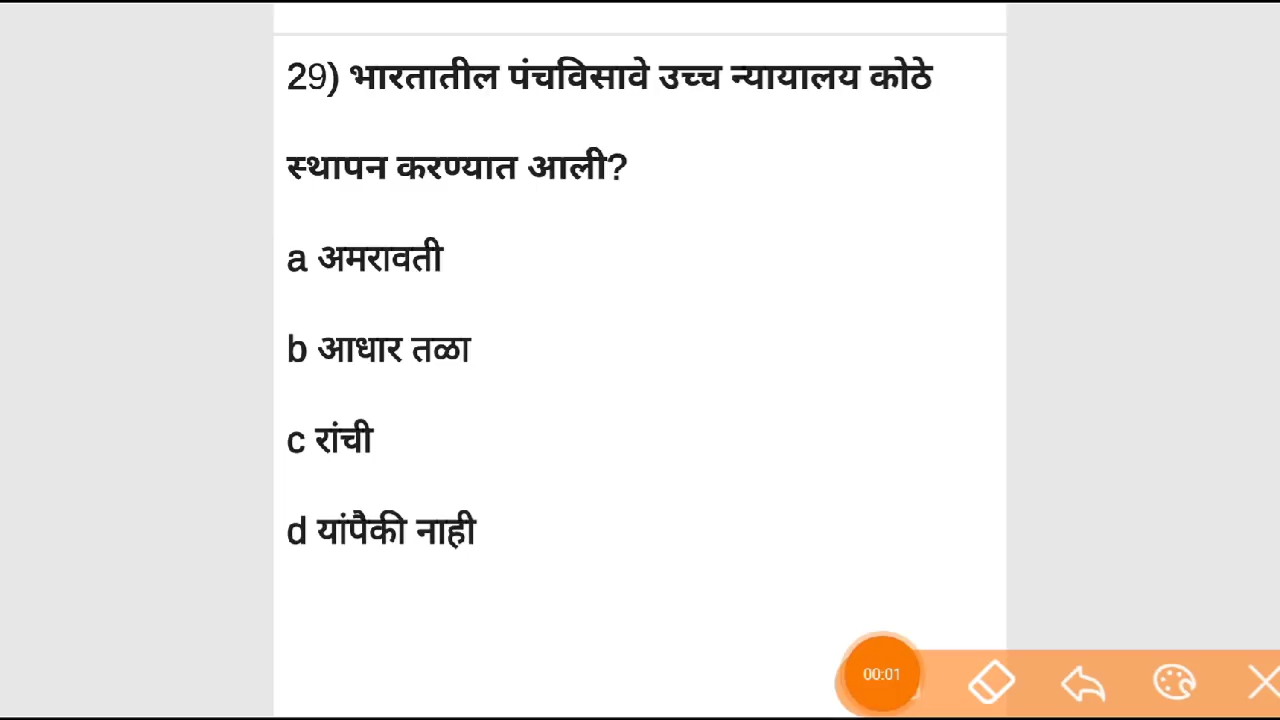 29) भारतातील पंचविसावे उच्च न्यायालय कोठे
स्थापन करण्यात आली?
a अमरावती
b आधार तळा
c रांची
d यांपैकी नाही
00:01